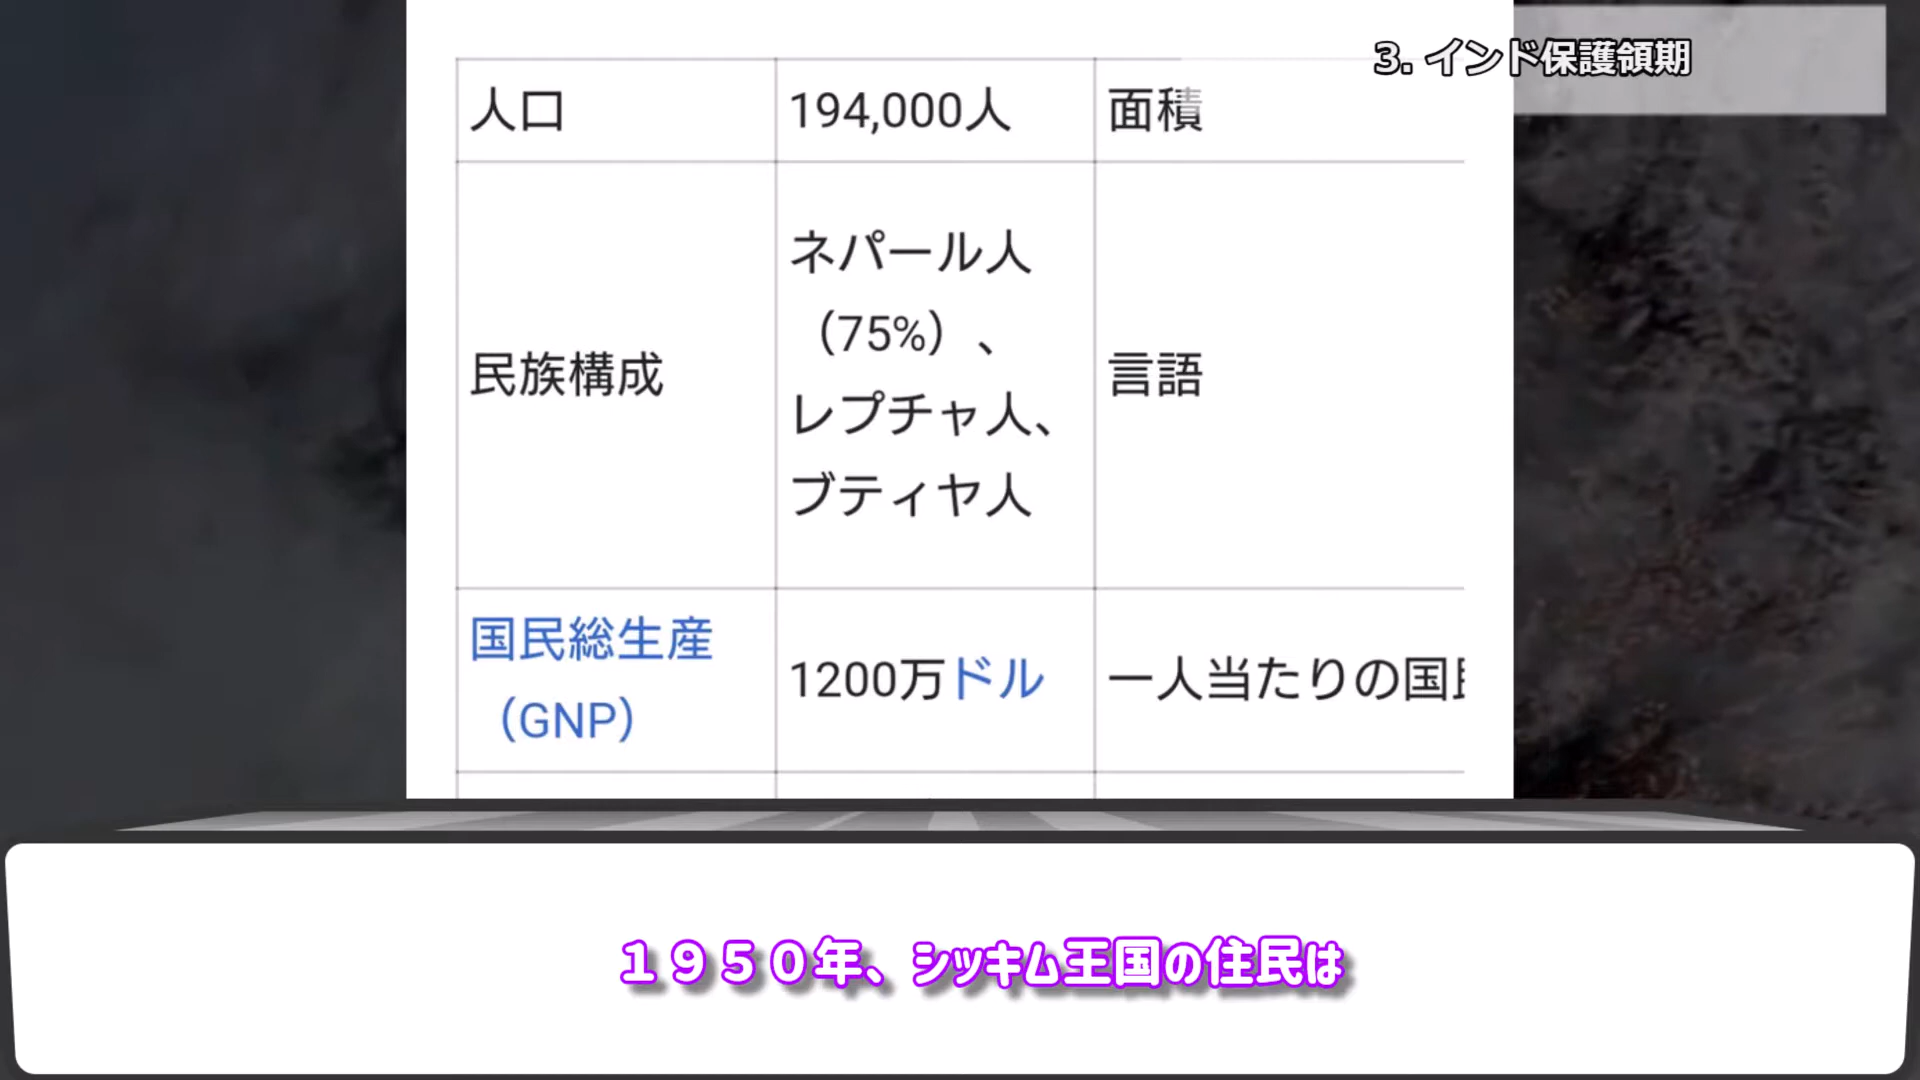 3. インド保護領期
人口
194,000人
面積
民族構成
ネパール人
（75%）、
レプチャ人、
ブティヤ人
言語
国民総生産
（GNP）
1200万ドル
一人当たりの国
１９５０年、シッキム王国の住民は